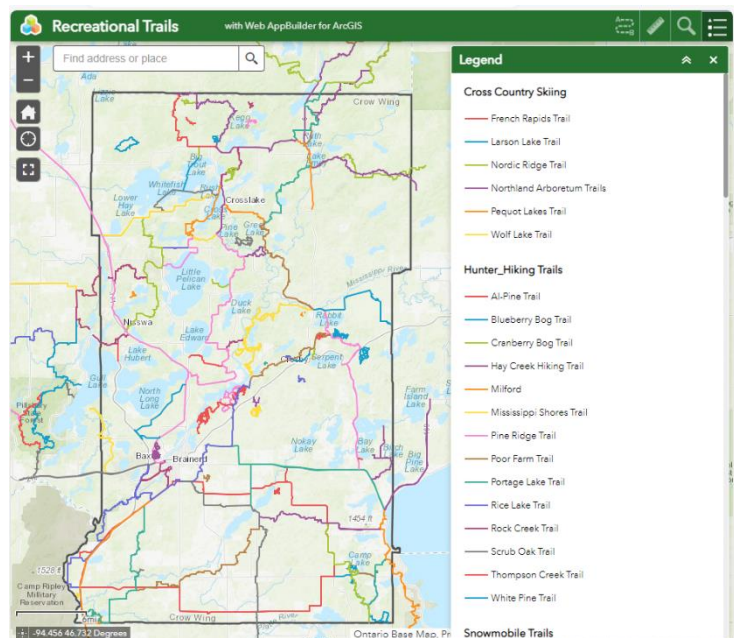 Recreational Trails
with Web AppBuilder for ArcGIS
Find address or place
Legend
Cross Country Skiing
French Rapids Trail
Larson Lake Trail
Nordic Ridge Trail
Northland Arboretum Trails
Pequot Lakes Trail
Wolf Lake Trail
Hunter_Hiking Trails
Al-Pine Trail
Blueberry Bog Trail
Cranberry Bog Trail
Hay Creek Hiking Trail
Milford
Mississippi Shores Trail
Pine Ridge Trail
Poor Farm Trail
Portage Lake Trail
Rice Lake Trail
Rock Creek Trail
Scrub Oak Trail
Thompson Creek Trail
White Pine Trail
Snowmobile Trails
Crow Wing
Big
Trout
Lake
Whitefish
Lower
Hay
Lake
Crosslake
Pine
Lake
Little
Pelican
Lake
Mississippi River
Duck
Lake
Rabbit
Lake
Nisswa
Lake
Edward
Lake
Hubert
Crosby
Serpent
Lake
Gull
North
Long
Lake
Farm
Island
Lake
Nokay
Lake
Bay
Lake
Big
Pine
Lake
Brainerd
1454 ft
Camp
Lake
1528 ft
Camp Ripley
Military
Reservation
Crow Wing
-94.456 46.732 Degrees
Ontario Base Map, Pr